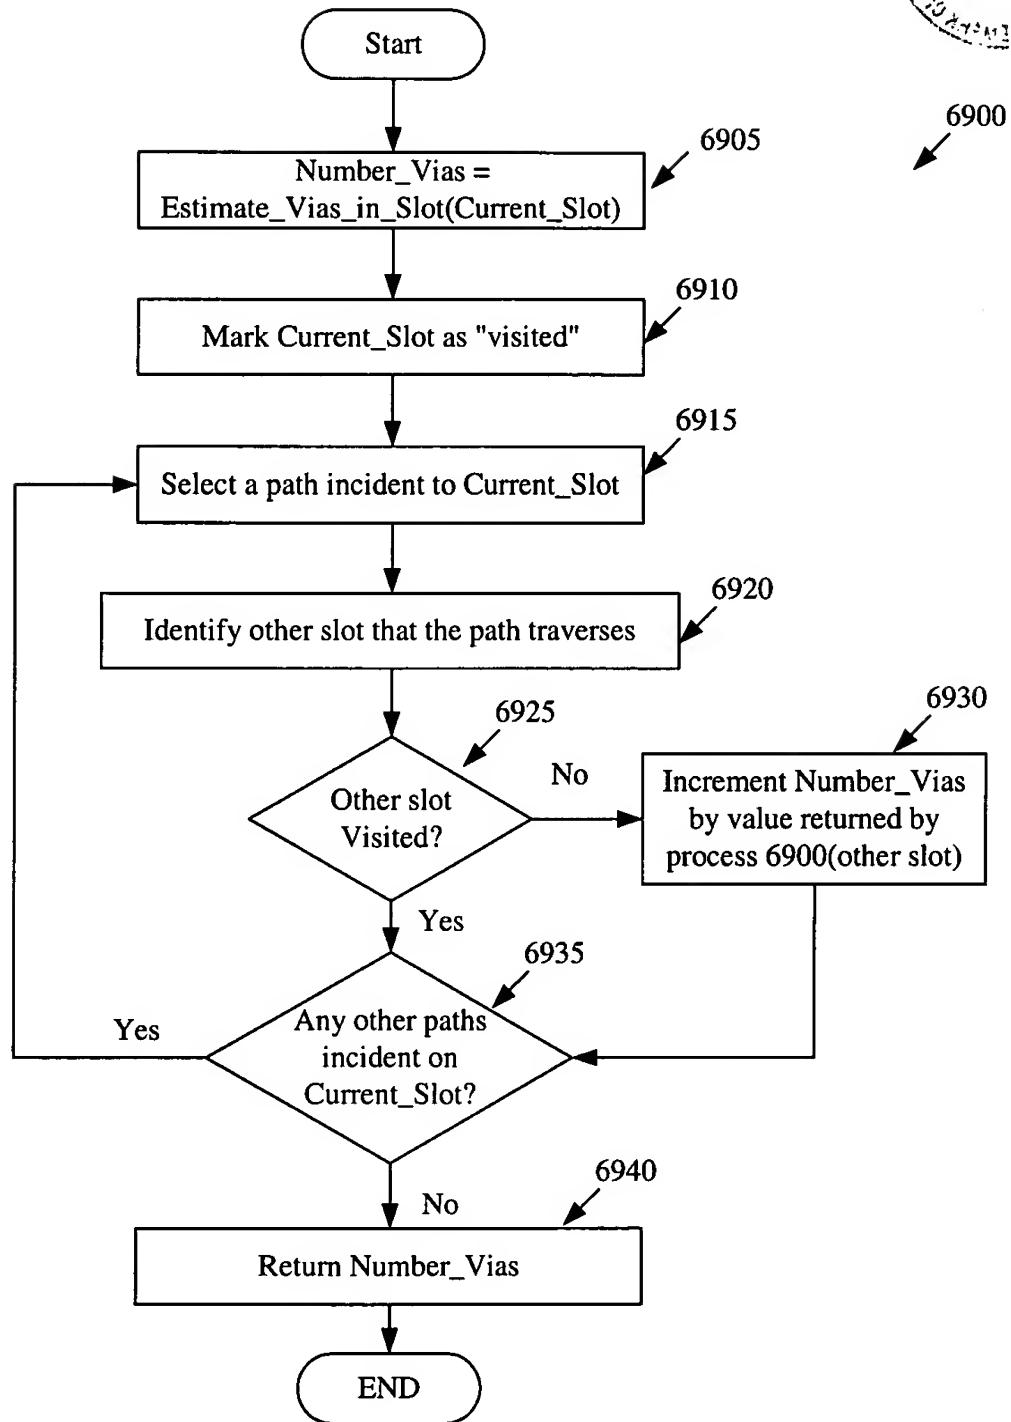 Start
6900
6905
Number_Vias =
Estimate_Vias_in_Slot(Current_Slot)
6910
Mark Current_Slot as "visited"
6915
Select a path incident to Current_Slot
6920
Identify other slot that the path traverses
6925
Other slot
Visited?
No
6930
Increment Number_Vias
by value returned by
process 6900(other slot)
Yes
6935
Any other paths
incident on
Current_Slot?
Yes
No
6940
Return Number_Vias
END